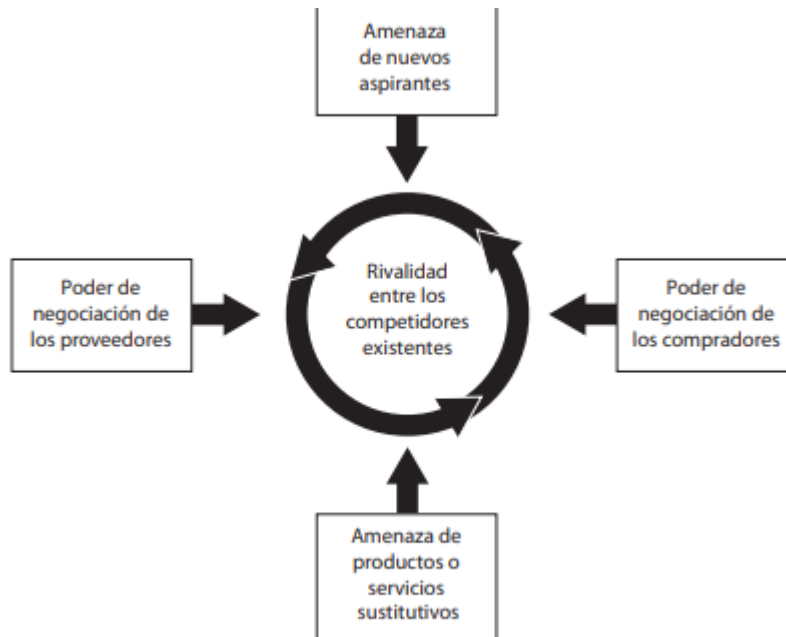 Amenaza
de nuevos
aspirantes
Poder de
negociación de
los proveedores
Rivalidad
entre los
competidores
existentes
Poder de
negociación de
los compradores
Amenaza de
productos o
servicios
sustitutivos